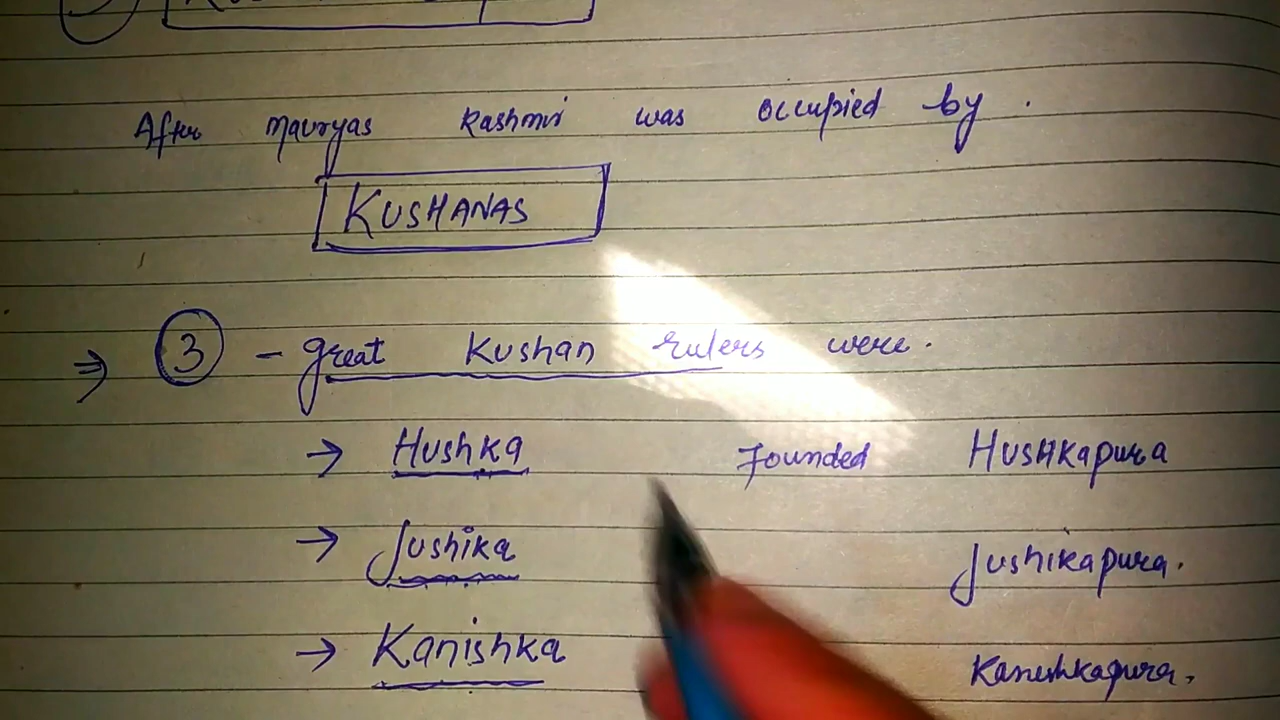 After mauryas Kashmir was occupied by.
KUSHANAS
⇒ 3 - great Kushan rulers were.
→ Hushka Founded Hushkapura
→ Jushika Jushikapura.
→ Kanishka Kanishkapura.